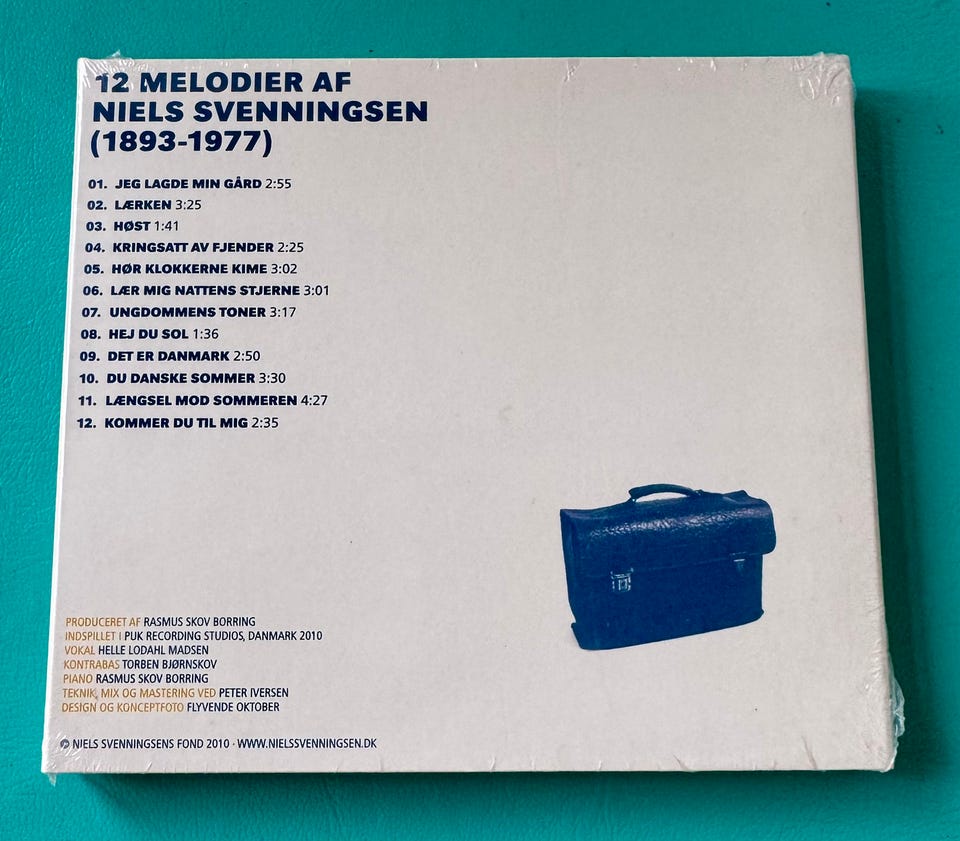 12 MELODIER AF
NIELS SVENNINGSEN
(1893-1977)
01. JEG LAGDE MIN GÅRD 2:55
02. LÆRKEN 3:25
03. HØST 1:41
04. KRINGSATT AV FJENDER 2:25
05. HØR KLOKKERNE KIME 3:02
06. LÆR MIG NATTENS STJERNE 3:01
07. UNGDOMMENS TONER 3:17
08. HEJ DU SOL 1:36
09. DET ER DANMARK 2:50
10. DU DANSKE SOMMER 3:30
11. LÆNGSEL MOD SOMMEREN 4:27
12. KOMMER DU TIL MIG 2:35
PRODUCERET AF RASMUS SKOV BORRING
INDSPILLET I PUK RECORDING STUDIOS, DANMARK 2010
VOKAL HELLE LODAHL MADSEN
KONTRABAS TORBEN BJØRNSKOV
PIANO RASMUS SKOV BORRING
TEKNIK, MIX OG MASTERING VED PETER IVERSEN
DESIGN OG KONCEPTFOTO FLYVENDE OKTOBER
℗ NIELS SVENNINGSENS FOND 2010 · WWW.NIELSSVENNINGSEN.DK